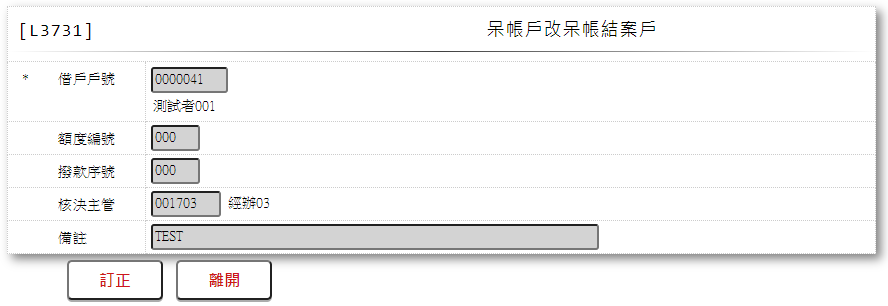 [L3731] 呆帳戶改呆帳結案戶
* 借戶戶號 0000041
測試者001
額度編號 000
撥款序號 000
核決主管 001703 經辦03
備註 TEST
訂正 離開